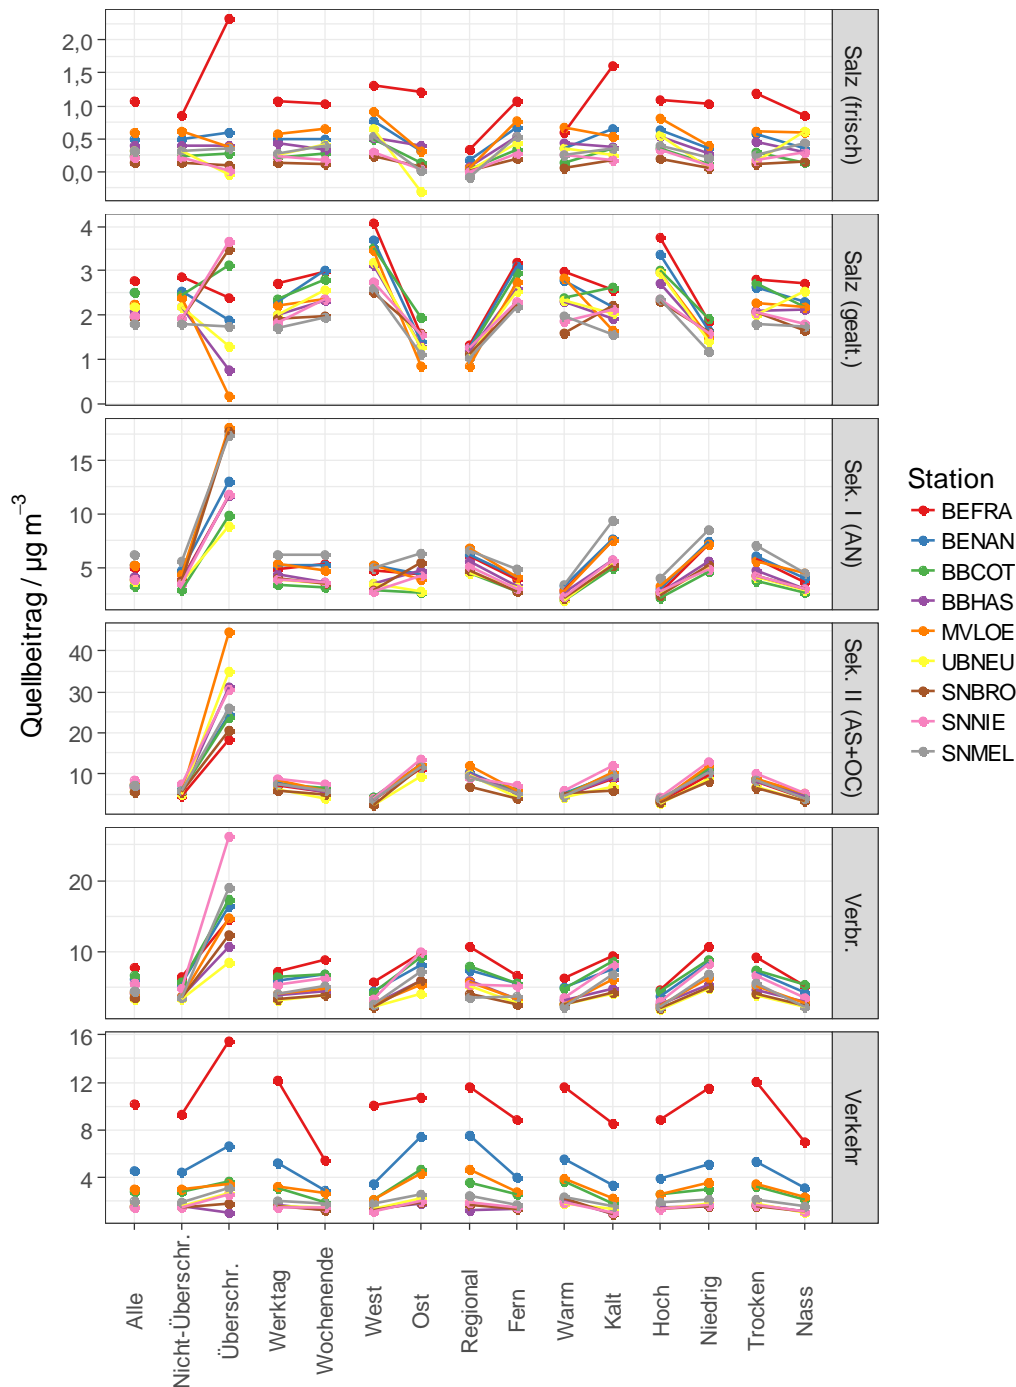 Quellbeitrag / µg m⁻³
2,0
1,5
1,0
0,5
0,0
Salz (frisch)
4
3
2
1
0
Salz (gealt.)
15
10
5
Sek. I (AN)
40
30
20
10
Sek. II (AS+OC)
20
10
Verbr.
16
12
8
4
Verkehr
Alle
Nicht-Überschr.
Überschr.
Werktag
Wochenende
West
Ost
Regional
Fern
Warm
Kalt
Hoch
Niedrig
Trocken
Nass
Station
BEFRA
BENAN
BBCOT
BBHAS
MVLOE
UBNEU
SNBRO
SNNIE
SNMEL